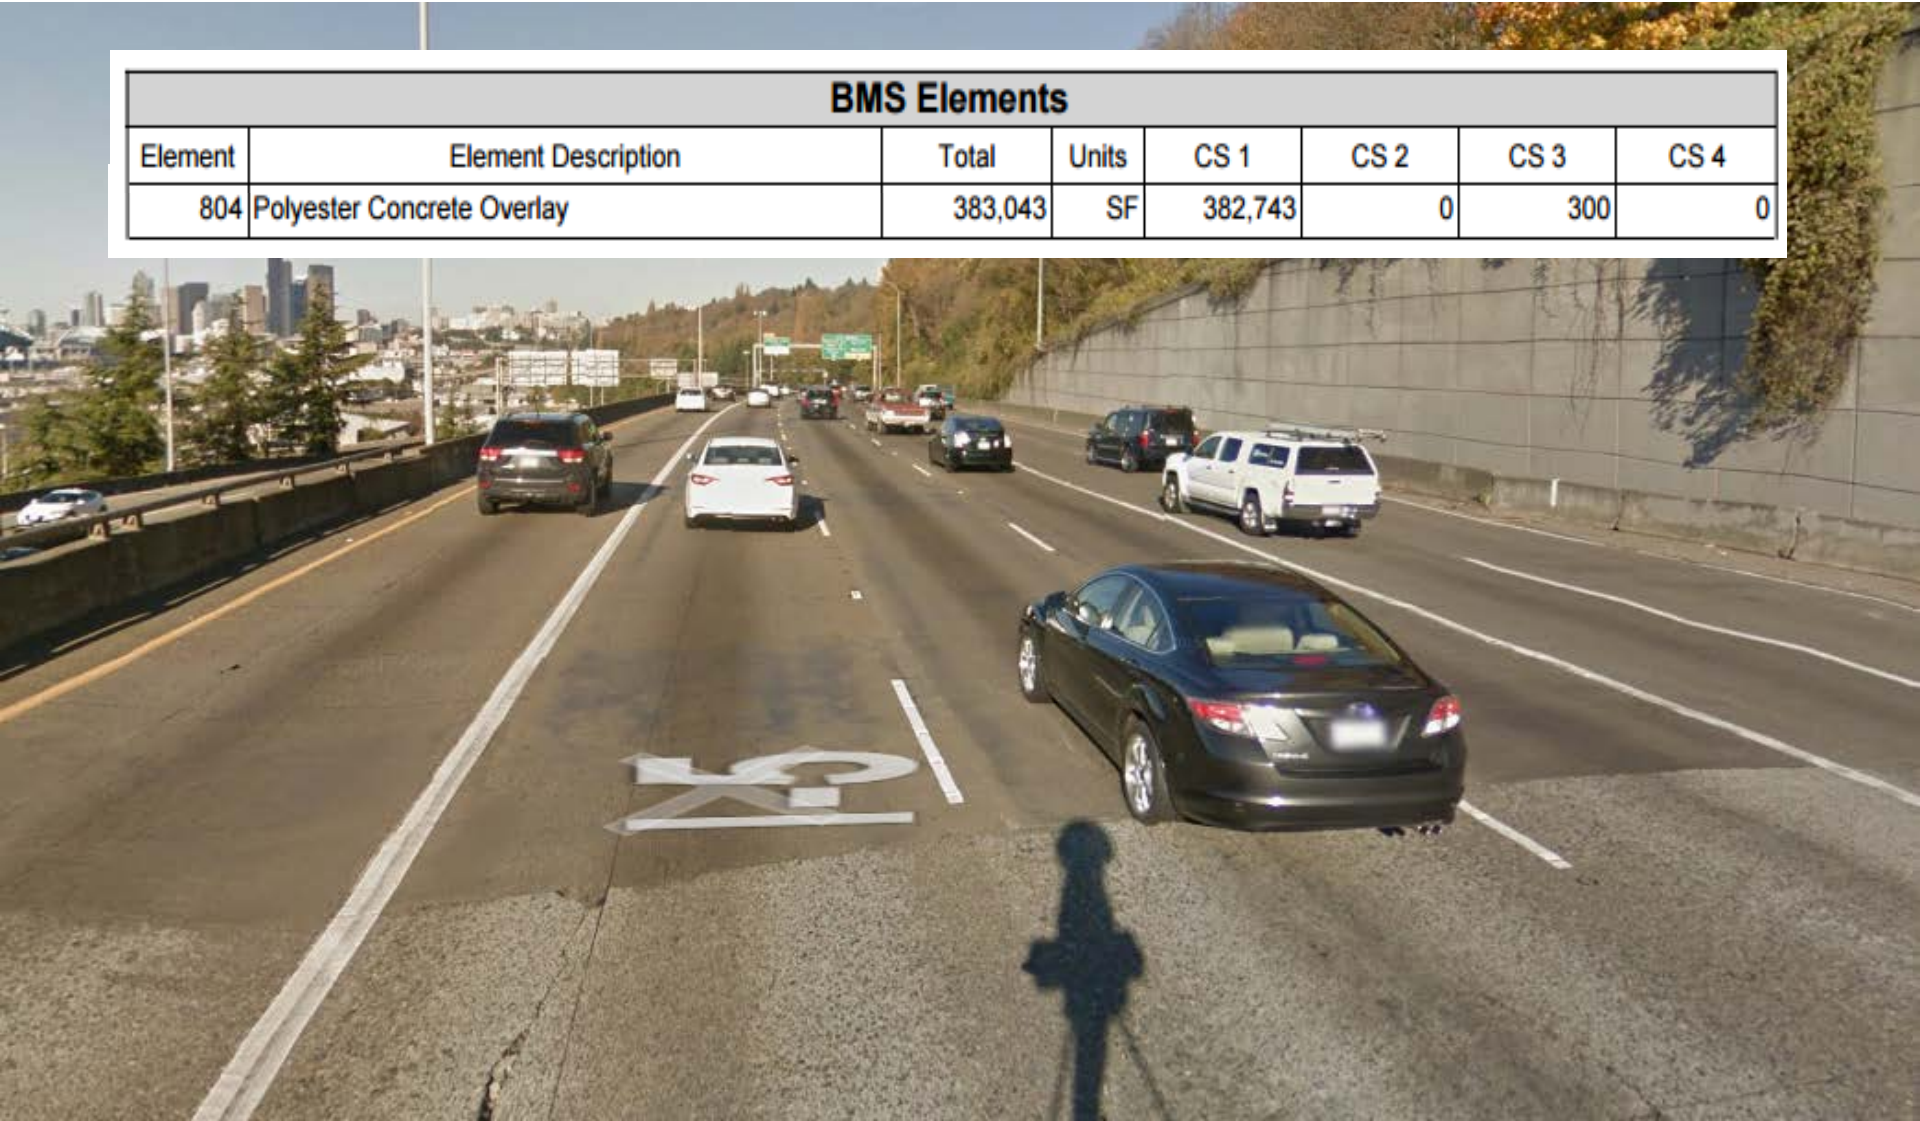 BMS Elements
Element Element Description Total Units CS 1 CS 2 CS 3 CS 4
804 Polyester Concrete Overlay 383,043 SF 382,743 0 300 0